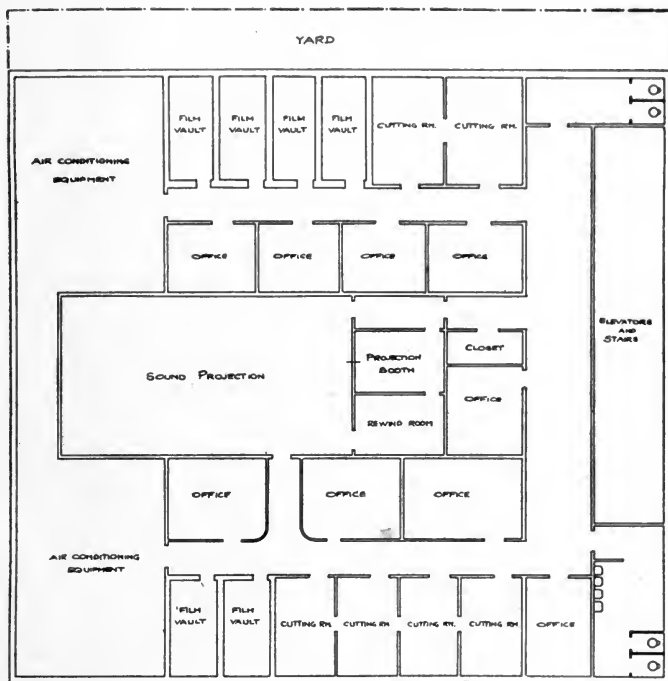 YARD
FILM
VAULT
FILM
VAULT
FILM
VAULT
FILM
VAULT
CUTTING RM.
CUTTING RM.
AIR CONDITIONING
EQUIPMENT
OFFICE
OFFICE
OFFICE
OFFICE
ELEVATORS
AND
STAIRS
CLOSET
PROJECTION
BOOTH
SOUND PROJECTION
OFFICE
REWIND ROOM
OFFICE
OFFICE
OFFICE
AIR CONDITIONING
EQUIPMENT
FILM
VAULT
FILM
VAULT
CUTTING RM.
CUTTING RM
CUTTING RM.
CUTTING RM
OFFICE